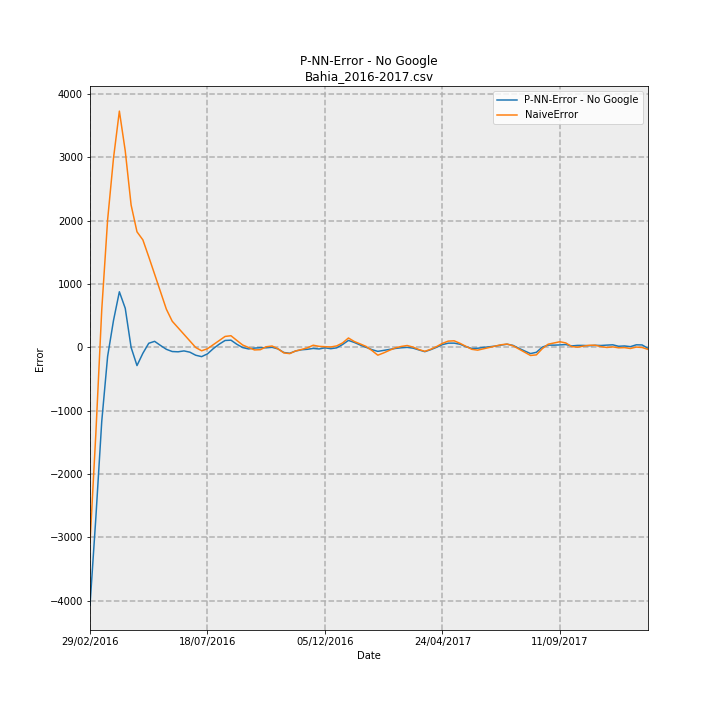 P-NN-Error - No Google
Bahia_2016-2017.csv
P-NN-Error - No Google
NaiveError
4000
3000
2000
1000
0
−1000
−2000
−3000
−4000
Error
29/02/2016 18/07/2016 05/12/2016 24/04/2017 11/09/2017
Date